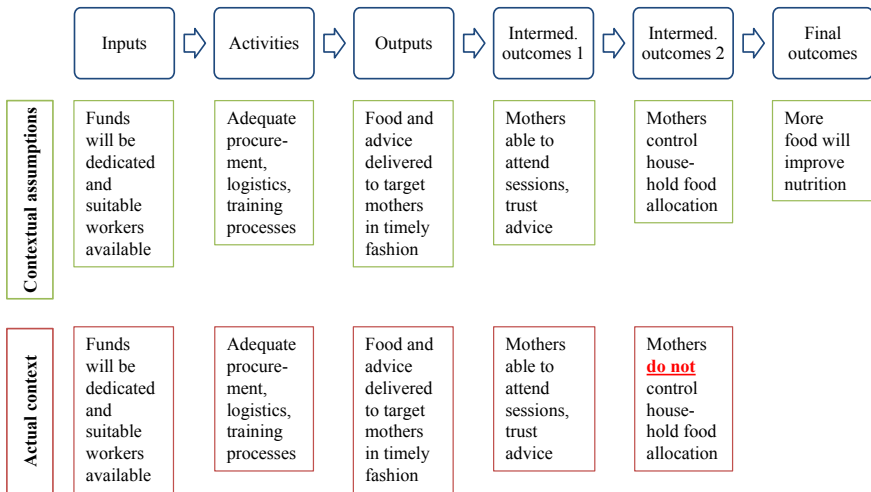 Inputs
Activities
Outputs
Intermed.
outcomes 1
Intermed.
outcomes 2
Final
outcomes
Contextual assumptions
Funds
will be
dedicated
and
suitable
workers
available
Adequate
procure-
ment,
logistics,
training
processes
Food and
advice
delivered
to target
mothers
in timely
fashion
Mothers
able to
attend
sessions,
trust
advice
Mothers
control
house-
hold food
allocation
More
food will
improve
nutrition
Actual context
Funds
will be
dedicated
and
suitable
workers
available
Adequate
procure-
ment,
logistics,
training
processes
Food and
advice
delivered
to target
mothers
in timely
fashion
Mothers
able to
attend
sessions,
trust
advice
Mothers
do not
control
house-
hold food
allocation